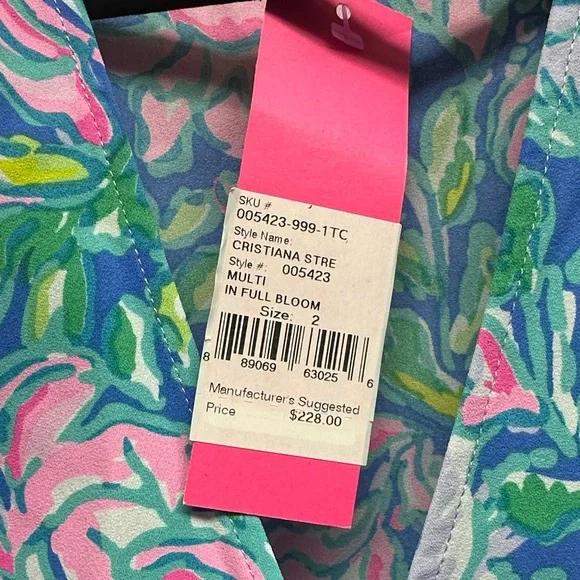 SKU #
005423-999-1TC
Style Name:
CRISTIANA STRE
Style #: 005423
MULTI
IN FULL BLOOM
Size: 2
8 89069 63025 6
Manufacturer's Suggested
Price $228.00